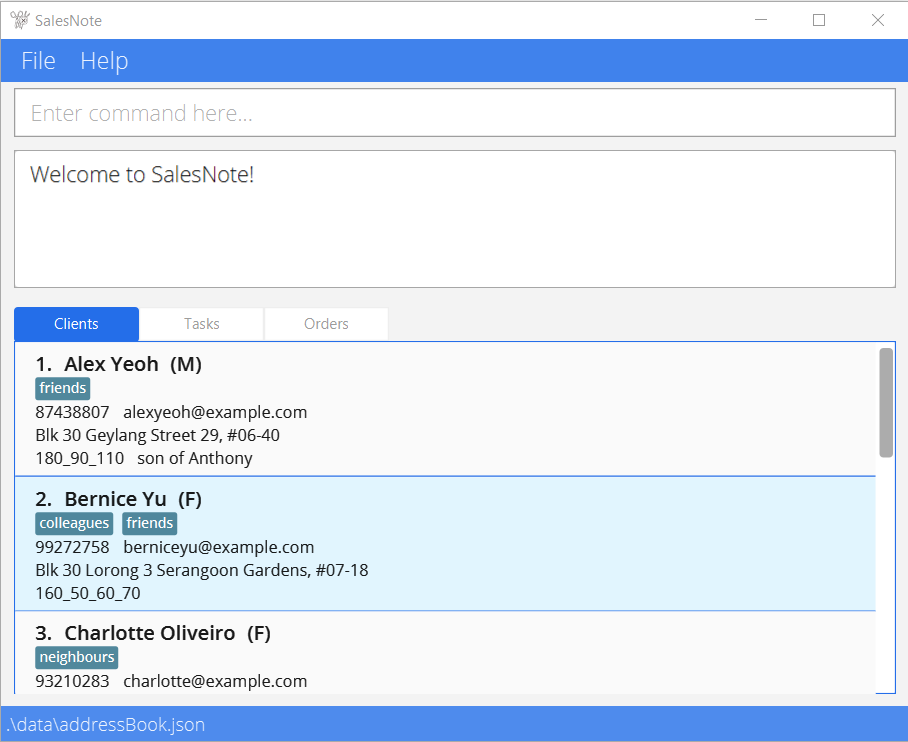 SalesNote
File Help
Enter command here...
Welcome to SalesNote!
Clients Tasks Orders
1. Alex Yeoh (M)
friends
87438807 alexyeoh@example.com
Blk 30 Geylang Street 29, #06-40
180_90_110 son of Anthony
2. Bernice Yu (F)
colleagues friends
99272758 berniceyu@example.com
Blk 30 Lorong 3 Serangoon Gardens, #07-18
160_50_60_70
3. Charlotte Oliveiro (F)
neighbours
93210283 charlotte@example.com
.\data\addressBook.json